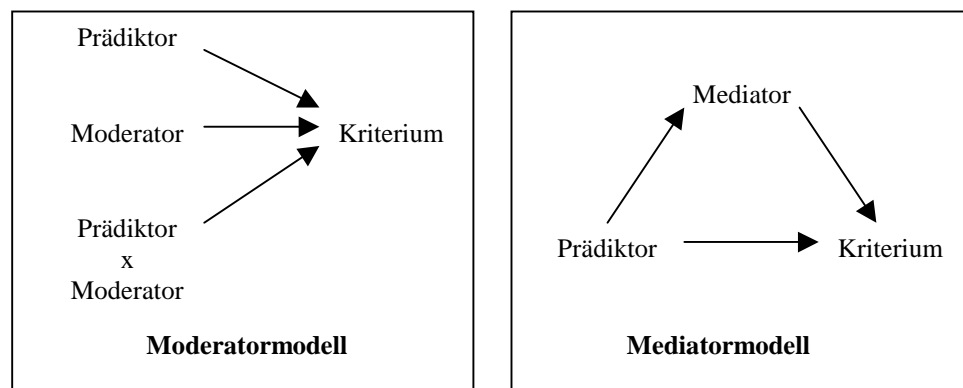 Prädiktor
Moderator
Kriterium
Prädiktor
x
Moderator
Moderatormodell
Mediator
Prädiktor
Kriterium
Mediatormodell